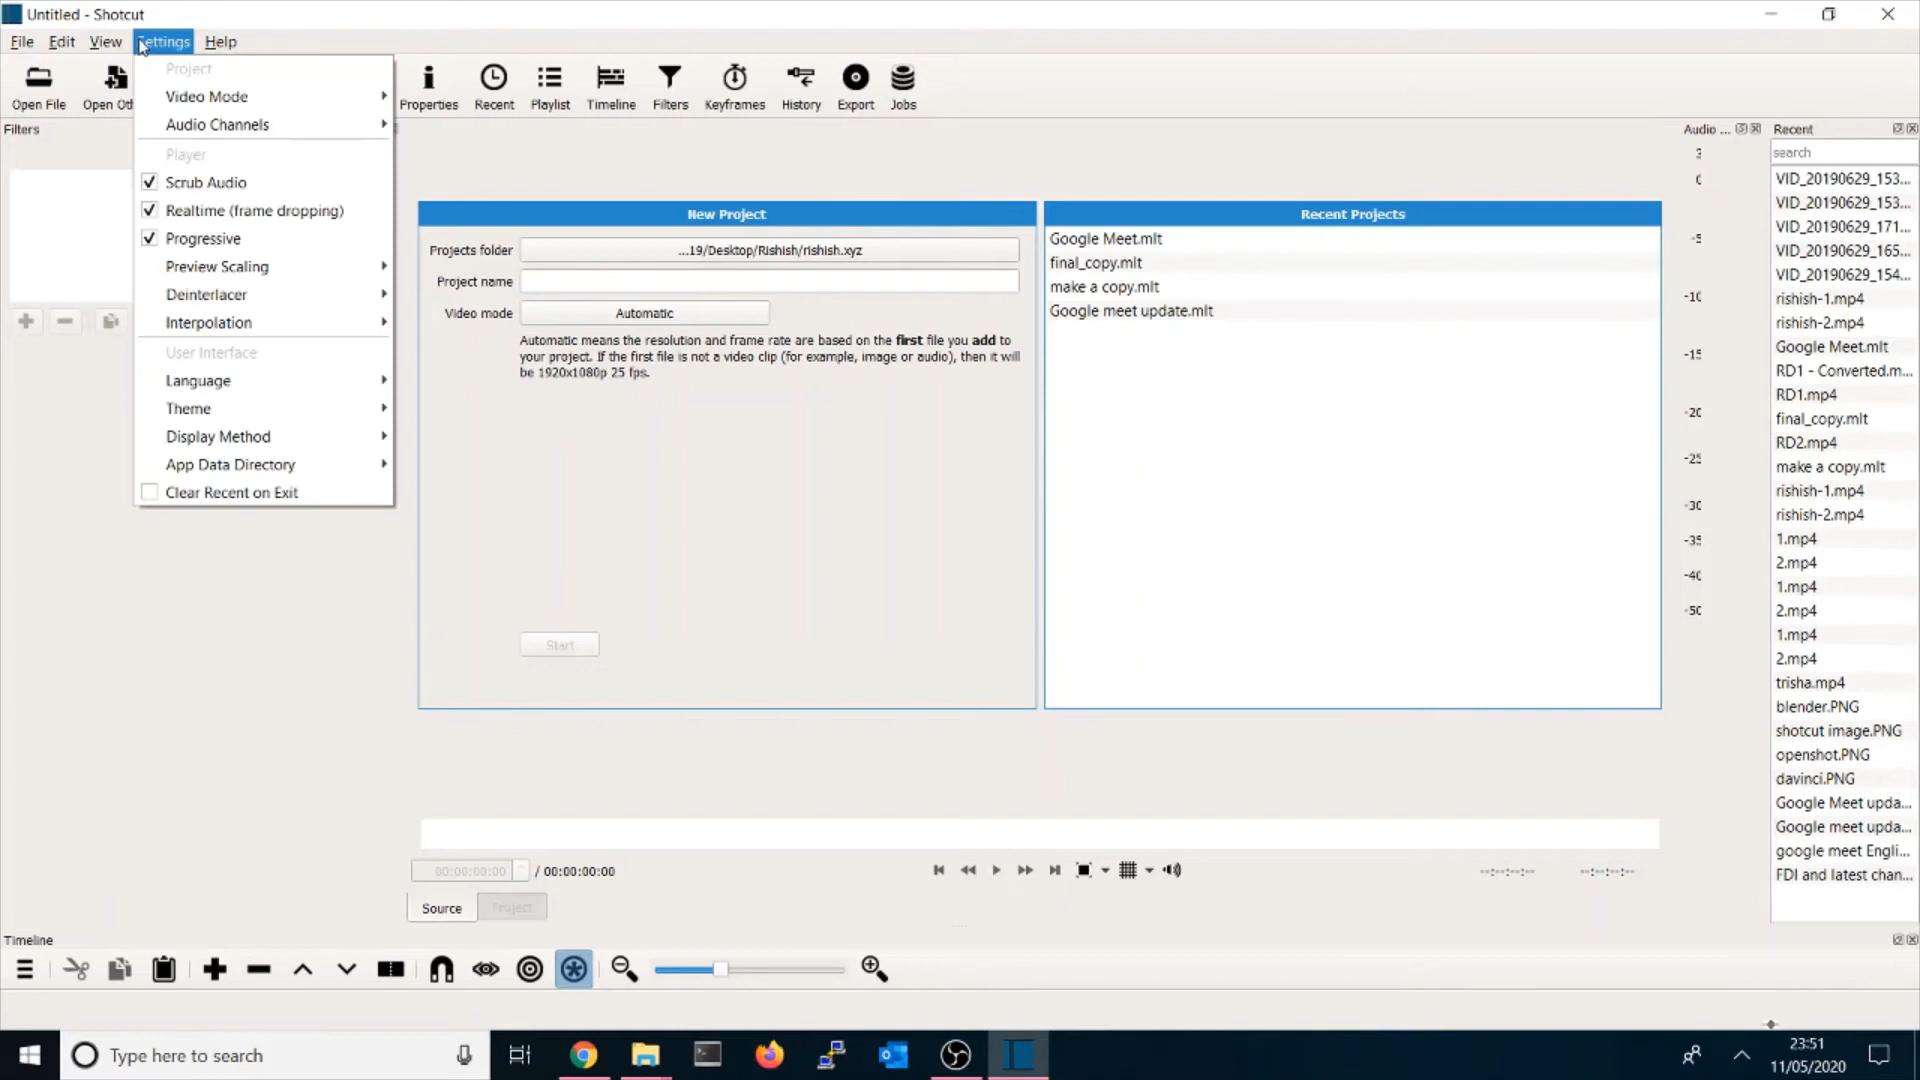 Untitled - Shotcut
File Edit View Settings Help
Open File
Properties Recent Playlist Timeline Filters Keyframes History Export Jobs
Project
Video Mode
Audio Channels
Player
Scrub Audio
Realtime (frame dropping)
Progressive
Preview Scaling
Deinterlacer
Interpolation
User Interface
Language
Theme
Display Method
App Data Directory
Clear Recent on Exit
Filters
New Project
Projects folder ...19/Desktop/Rishish/rishish.xyz
Project name
Video mode Automatic
Automatic means the resolution and frame rate are based on the first file you add to
your project. If the first file is not a video clip (for example, image or audio), then it will
be 1920x1080p 25 fps.
Start
Recent Projects
Google Meet.mlt
final_copy.mlt
make a copy.mlt
Google meet update.mlt
Audio ...
3
0
-5
-10
-15
-20
-25
-30
-35
-40
-50
Recent
search
VID_20190629_153...
VID_20190629_153...
VID_20190629_171...
VID_20190629_165...
VID_20190629_154...
rishish-1.mp4
rishish-2.mp4
Google Meet.mlt
RD1 - Converted.m...
RD1.mp4
final_copy.mlt
RD2.mp4
make a copy.mlt
rishish-1.mp4
rishish-2.mp4
1.mp4
2.mp4
1.mp4
2.mp4
1.mp4
2.mp4
trisha.mp4
blender.PNG
shotcut image.PNG
openshot.PNG
davinci.PNG
Google Meet upda...
Google meet upda...
google meet Engli...
FDI and latest chan...
00:00:00:00 / 00:00:00:00
--:--:--:-- --:--:--:--
Source Project
Timeline
Type here to search
23:51
11/05/2020